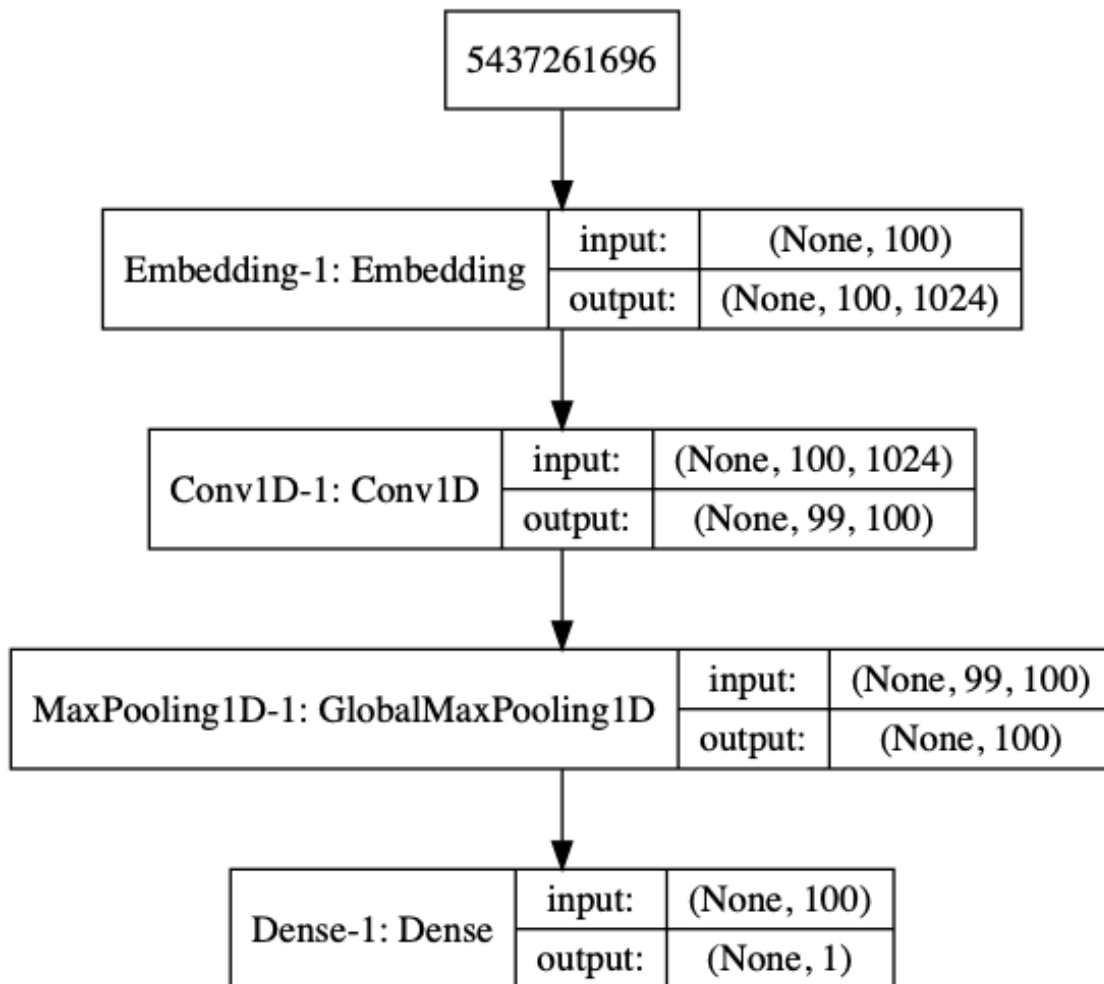 5437261696
Embedding-1: Embedding
input: (None, 100)
output: (None, 100, 1024)
Conv1D-1: Conv1D
input: (None, 100, 1024)
output: (None, 99, 100)
MaxPooling1D-1: GlobalMaxPooling1D
input: (None, 99, 100)
output: (None, 100)
Dense-1: Dense
input: (None, 100)
output: (None, 1)